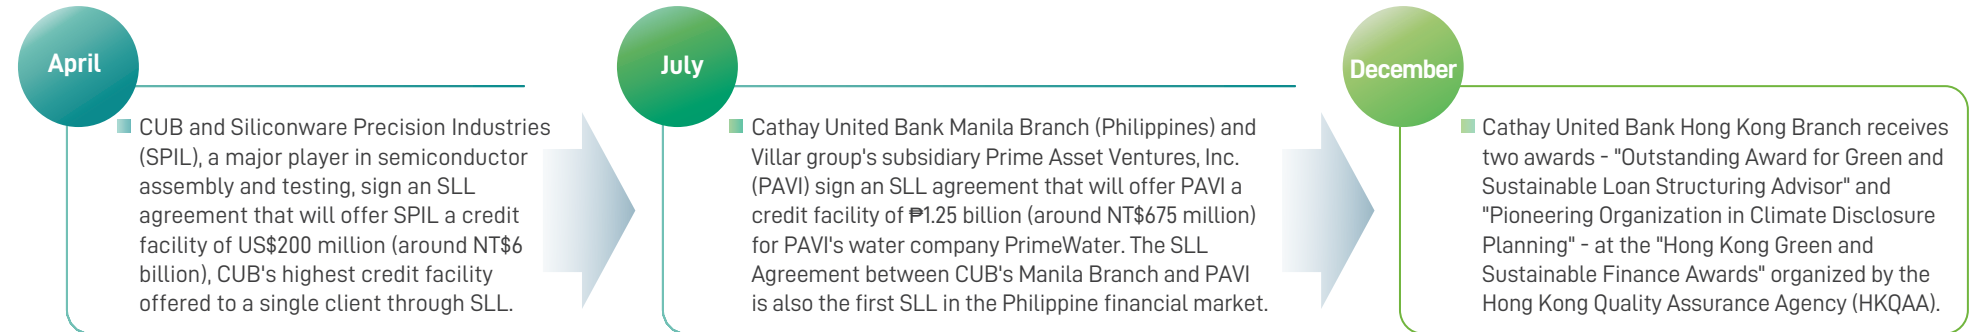 April
CUB and Siliconware Precision Industries
(SPIL), a major player in semiconductor
assembly and testing, sign an SLL
agreement that will offer SPIL a credit
facility of US$200 million (around NT$6
billion), CUB's highest credit facility
offered to a single client through SLL.
July
Cathay United Bank Manila Branch (Philippines) and
Villar group's subsidiary Prime Asset Ventures, Inc.
(PAVI) sign an SLL agreement that will offer PAVI a
credit facility of ₱1.25 billion (around NT$675 million)
for PAVI's water company PrimeWater. The SLL
Agreement between CUB's Manila Branch and PAVI
is also the first SLL in the Philippine financial market.
December
Cathay United Bank Hong Kong Branch receives
two awards - "Outstanding Award for Green and
Sustainable Loan Structuring Advisor" and
"Pioneering Organization in Climate Disclosure
Planning" - at the "Hong Kong Green and
Sustainable Finance Awards" organized by the
Hong Kong Quality Assurance Agency (HKQAA).